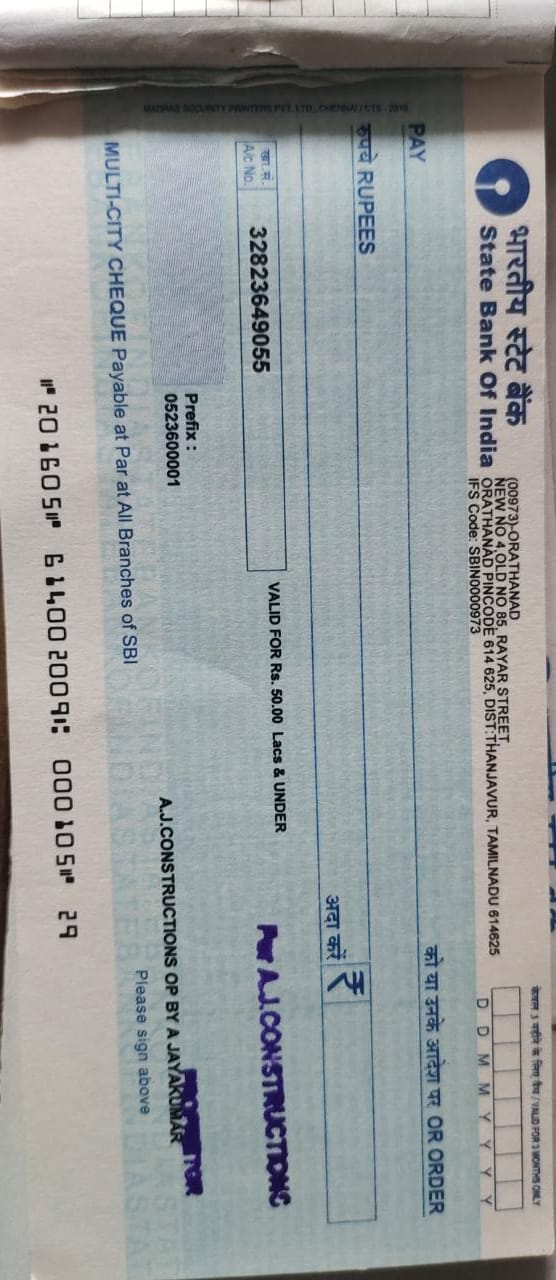 केवल 3 महीने के लिए वैध / VALID FOR 3 MONTHS ONLY
भारतीय स्टेट बैंक
State Bank Of India
(00973)-ORATHANAD
NEW NO 4,OLD NO 85, RAYAR STREET
ORATHANAD PINCODE 614 625, DIST:THANJAVUR, TAMILNADU 614625
IFS Code: SBIN0000973
D D M M Y Y Y Y
PAY
को या उनके आदेश पर OR ORDER
रुपये RUPEES
अदा करें ₹
खा. सं.
A/c No.
32823649055
VALID FOR Rs. 50.00 Lacs & UNDER
For A.J.CONSTRUCTIONS
Prefix :
0523600001
PROPRIETOR
A.J.CONSTRUCTIONS OP BY A JAYAKUMAR
Please sign above
MULTI-CITY CHEQUE Payable at Par at All Branches of SBI
MADRAS SECURITY PRINTERS PVT. LTD., CHENNAI / CTS - 2010
⑈201605⑈ 614002009⑆ 000105⑈ 29